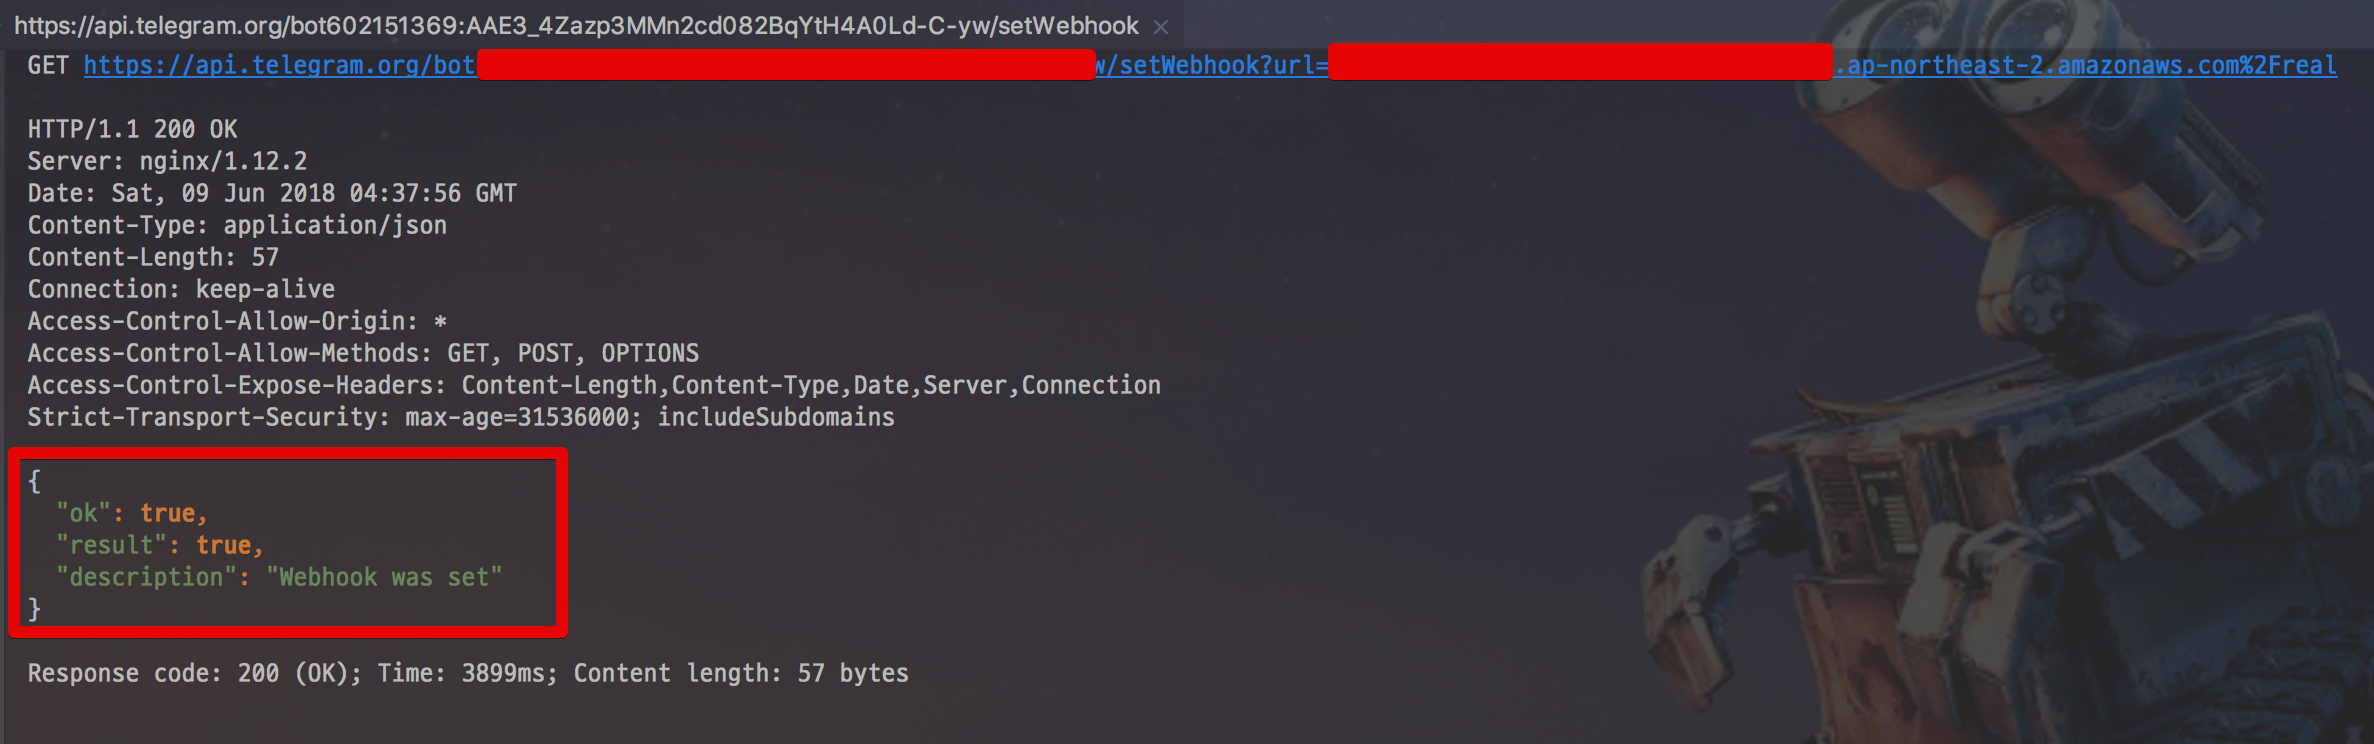 https://api.telegram.org/bot602151369:AAE3_4Zazp3MMn2cd082BqYtH4A0Ld-C-yw/setWebhook
GET https://api.telegram.org/bot w/setWebhook?url= .ap-northeast-2.amazonaws.com%2Freal
HTTP/1.1 200 OK
Server: nginx/1.12.2
Date: Sat, 09 Jun 2018 04:37:56 GMT
Content-Type: application/json
Content-Length: 57
Connection: keep-alive
Access-Control-Allow-Origin: *
Access-Control-Allow-Methods: GET, POST, OPTIONS
Access-Control-Expose-Headers: Content-Length,Content-Type,Date,Server,Connection
Strict-Transport-Security: max-age=31536000; includeSubdomains
{
"ok": true,
"result": true,
"description": "Webhook was set"
}
Response code: 200 (OK); Time: 3899ms; Content length: 57 bytes